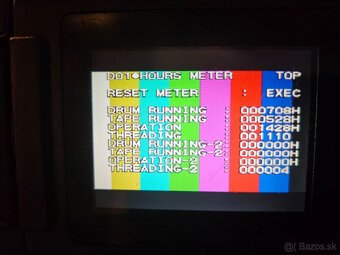 D01●HOURS METER TOP
RESET METER : EXEC
DRUM RUNNING : 000708H
TAPE RUNNING : 000528H
OPERATION : 001428H
THREADING : 001110
DRUM RUNNING-2 : 000000H
TAPE RUNNING-2 : 000000H
OPERATION-2 : 000000H
THREADING-2 : 000004
Bazos.sk